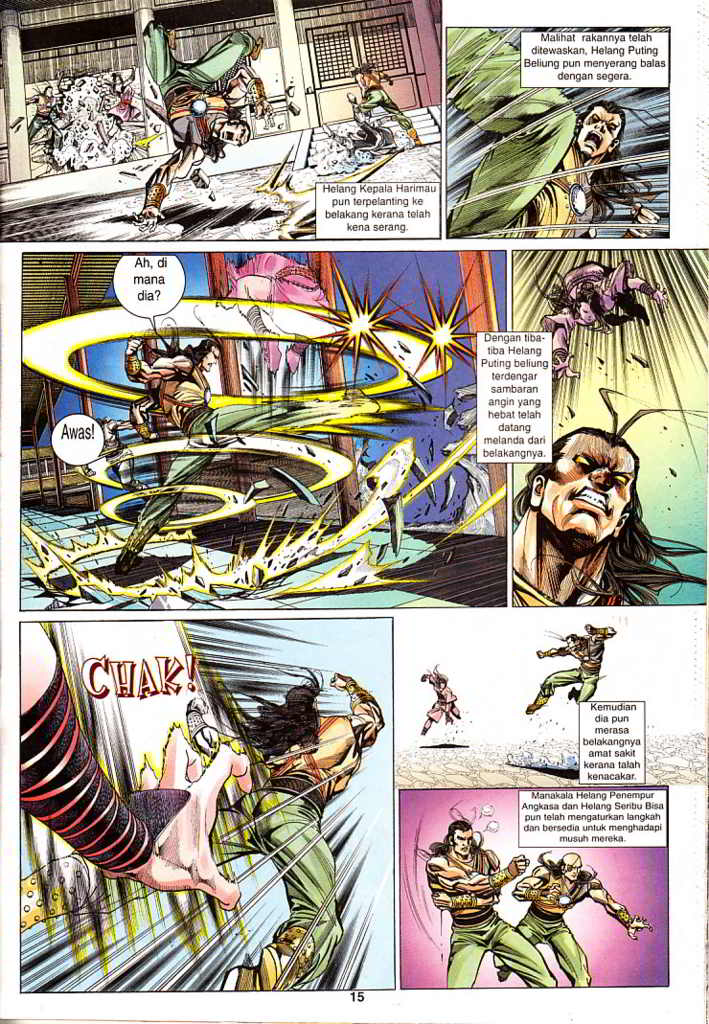 Helang Kepala Harimau
pun terpelanting ke
belakang kerana telah
kena serang.
Malihat rakannya telah
ditewaskan, Helang Puting
Beliung pun menyerang balas
dengan segera.
Ah, di
mana
dia?
Awas!
Dengan tiba-
tiba Helang
Puting beliung
terdengar
sambaran
angin yang
hebat telah
datang
melanda dari
belakangnya.
CHAK!
Kemudian
dia pun
merasa
belakangnya
amat sakit
kerana talah
kenacakar.
Manakala Helang Penempur
Angkasa dan Helang Seribu Bisa
pun telah mengaturkan langkah
dan bersedia untuk menghadapi
musuh mereka.
15